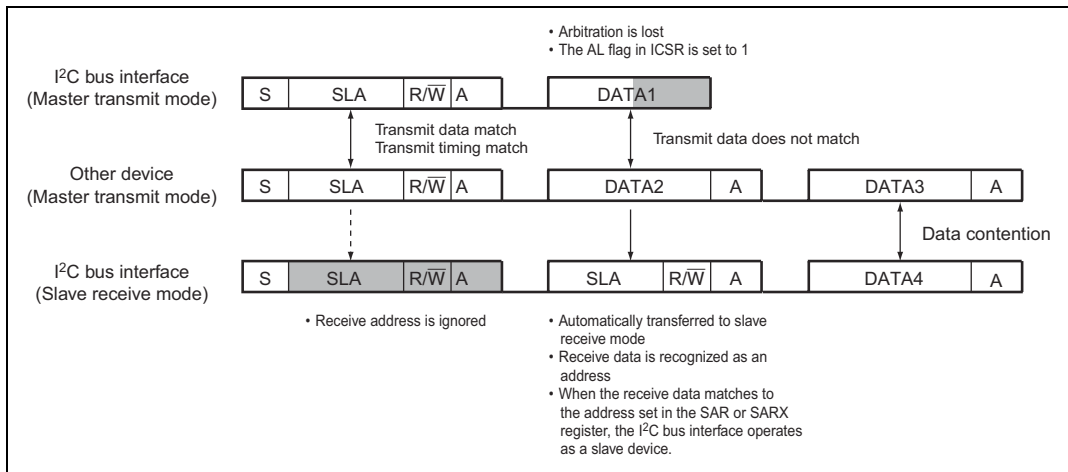 • Arbitration is lost
• The AL flag in ICSR is set to 1
I²C bus interface
(Master transmit mode)
S SLA R/W̅ A DATA1
Transmit data match
Transmit timing match
Transmit data does not match
Other device
(Master transmit mode)
S SLA R/W̅ A DATA2 A DATA3 A
Data contention
I²C bus interface
(Slave receive mode)
S SLA R/W̅ A SLA R/W̅ A DATA4 A
• Receive address is ignored
• Automatically transferred to slave
receive mode
• Receive data is recognized as an
address
• When the receive data matches to
the address set in the SAR or SARX
register, the I²C bus interface operates
as a slave device.